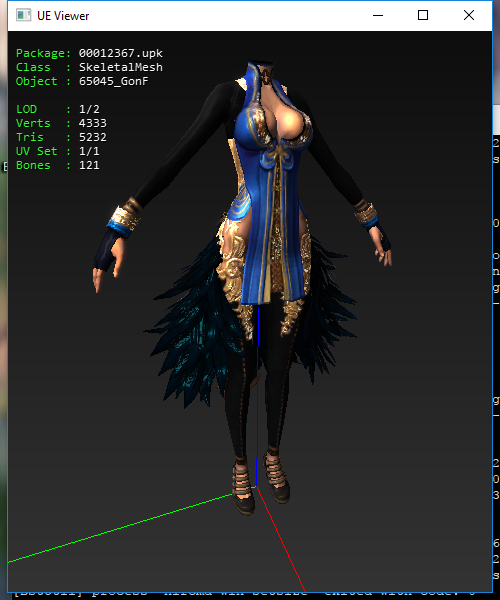 UE Viewer
Package: 00012367.upk
Class : SkeletalMesh
Object : 65045_GonF
LOD : 1/2
Verts : 4333
Tris : 5232
UV Set : 1/1
Bones : 121